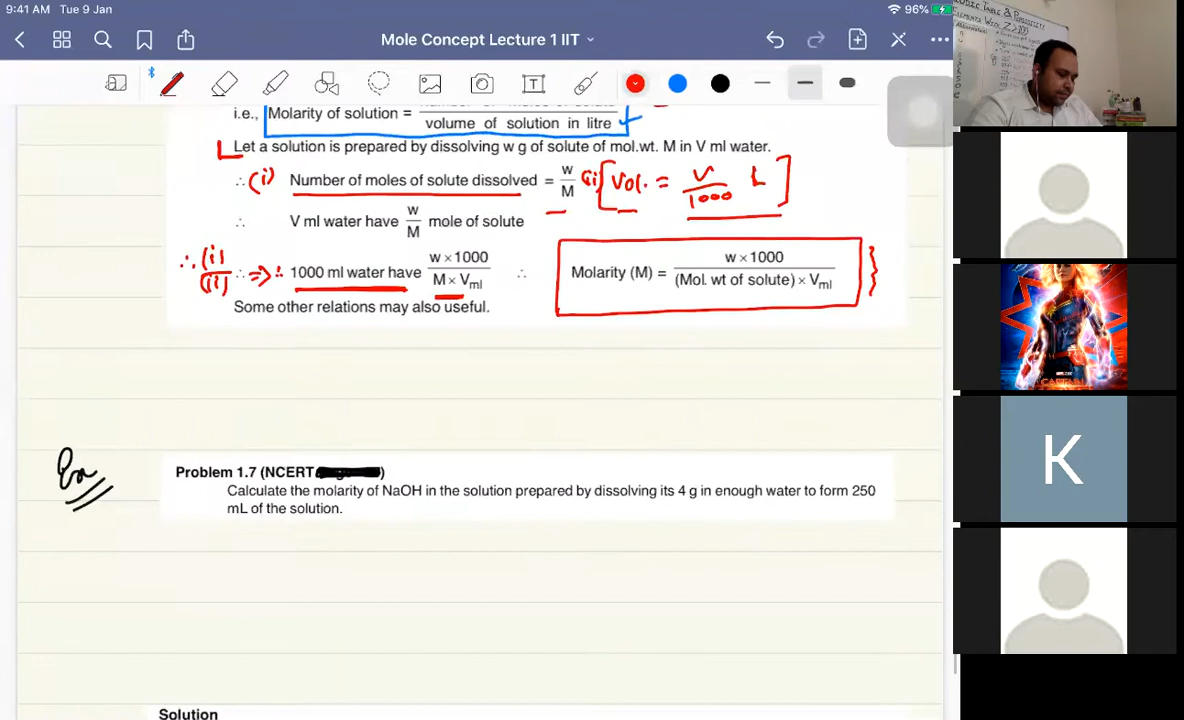 9:41 AM Tue 9 Jan
96%
Mole Concept Lecture 1 IIT
i.e., Molarity of solution =
volume of solution in litre
Let a solution is prepared by dissolving w g of solute of mol.wt. M in V ml water.
∴ (i) Number of moles of solute dissolved = w/M (ii) [Vol. = V/1000 L]
∴ V ml water have w/M mole of solute
∴ (i)/(ii) ∴ ⇒ ∴ 1000 ml water have w × 1000 / M × Vml ∴ Molarity (M) = w × 1000 / (Mol. wt of solute) × Vml
Some other relations may also useful.
Ex
Problem 1.7 (NCERT )
Calculate the molarity of NaOH in the solution prepared by dissolving its 4 g in enough water to form 250
mL of the solution.
Solution
K